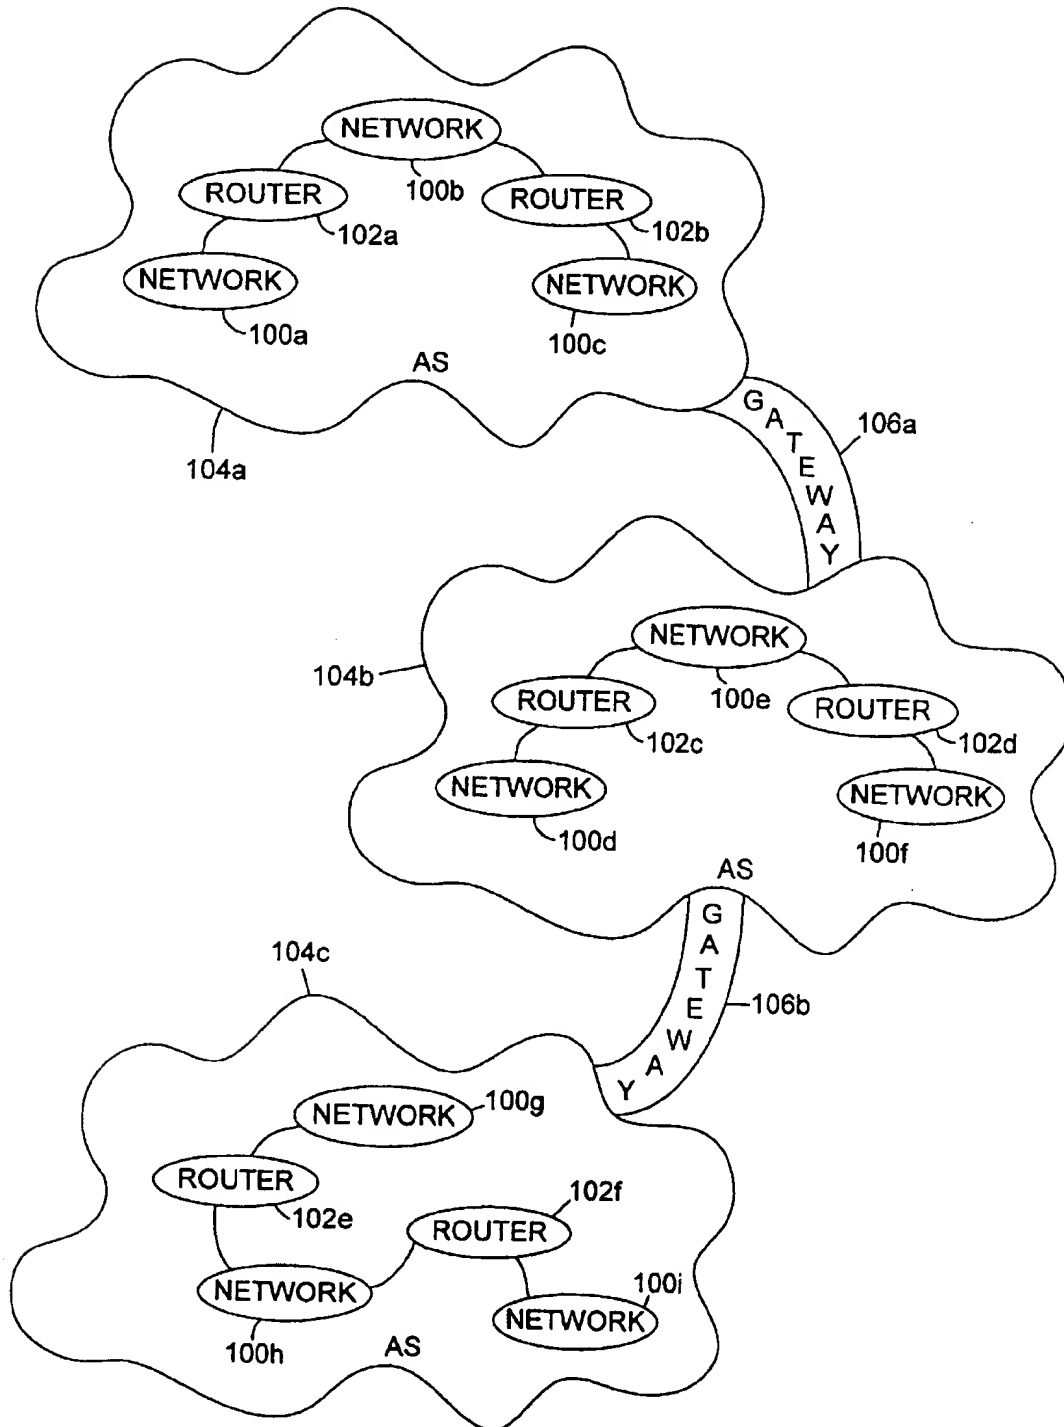 NETWORK
100b
ROUTER
102a
ROUTER
102b
NETWORK
100a
NETWORK
100c
AS
104a
GATEWAY
106a
NETWORK
100e
104b
ROUTER
102c
ROUTER
102d
NETWORK
100d
NETWORK
100f
AS
GATEWAY
106b
104c
NETWORK
100g
ROUTER
102e
ROUTER
102f
NETWORK
100h
NETWORK
100i
AS